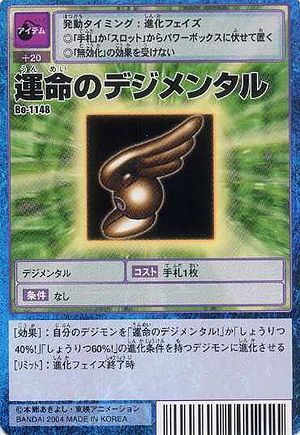 アイテム
+20
発動タイミング:進化フェイズ
◎「手札」か「スロット」からパワーボックスに伏せて置く
◎「無効化」の効果を受けない
運命のデジメンタル
Bo-1148
デジメンタル
コスト 手札1枚
条件 なし
[効果]:自分のデジモンを「運命のデジメンタル!」か「しょうりつ
40%!」「しょうりつ60%!」の進化条件を持つデジモンに進化させる
[リミット]:進化フェイズ終了時
©本郷あきよし・東映アニメーション
BANDAI 2004 MADE IN KOREA